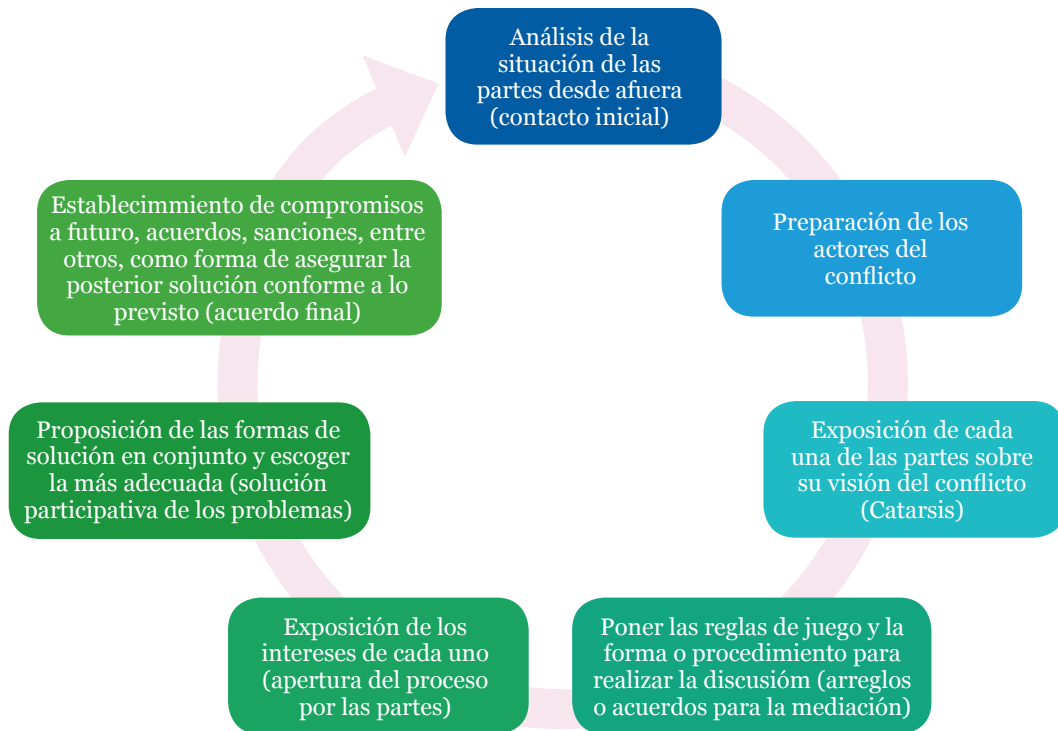 Análisis de la
situación de las
partes desde afuera
(contacto inicial)
Preparación de los
actores del
conflicto
Exposición de cada
una de las partes sobre
su visión del conflicto
(Catarsis)
Poner las reglas de juego y la
forma o procedimiento para
realizar la discusióm (arreglos
o acuerdos para la mediación)
Exposición de los
intereses de cada uno
(apertura del proceso
por las partes)
Proposición de las formas de
solución en conjunto y escoger
la más adecuada (solución
participativa de los problemas)
Establecimmiento de compromisos
a futuro, acuerdos, sanciones, entre
otros, como forma de asegurar la
posterior solución conforme a lo
previsto (acuerdo final)